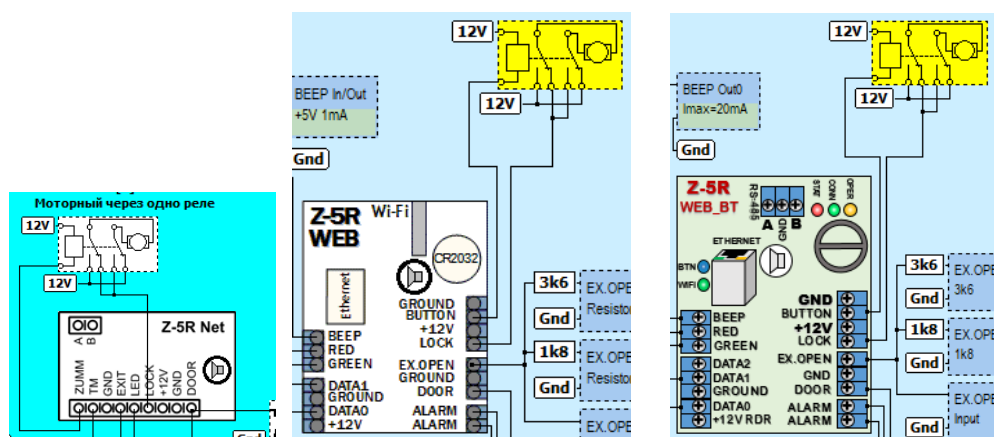 Моторный через одно реле
12V
12V
A
B
Z-5R Net
ZUMM
TM
GND
EXIT
LED
LOCK
+12V
GND
DOOR
12V
12V
BEEP In/Out
+5V 1mA
Gnd
Z-5R
WEB
Wi-Fi
CR2032
Ethernet
GROUND
BUTTON
+12V
LOCK
BEEP
RED
GREEN
EX.OPEN
GROUND
DOOR
DATA1
GROUND
DATA0
+12V
ALARM
ALARM
3k6
Gnd
1k8
Gnd
EX.OPE
Resistor
EX.OPE
Resistor
EX.OPE
12V
12V
BEEP Out0
Imax=20mA
Gnd
Z-5R
WEB_BT
RS-485
A
GND
B
STAT
CONN
OPER
ETHERNET
BTN
WIFI
GND
BUTTON
+12V
LOCK
BEEP
RED
GREEN
EX.OPEN
GND
DOOR
DATA2
DATA1
GROUND
DATA0
+12V RDR
ALARM
ALARM
3k6
Gnd
1k8
Gnd
Gnd
EX.OPE
3k6
EX.OPE
1k8
EX.OPE
Input